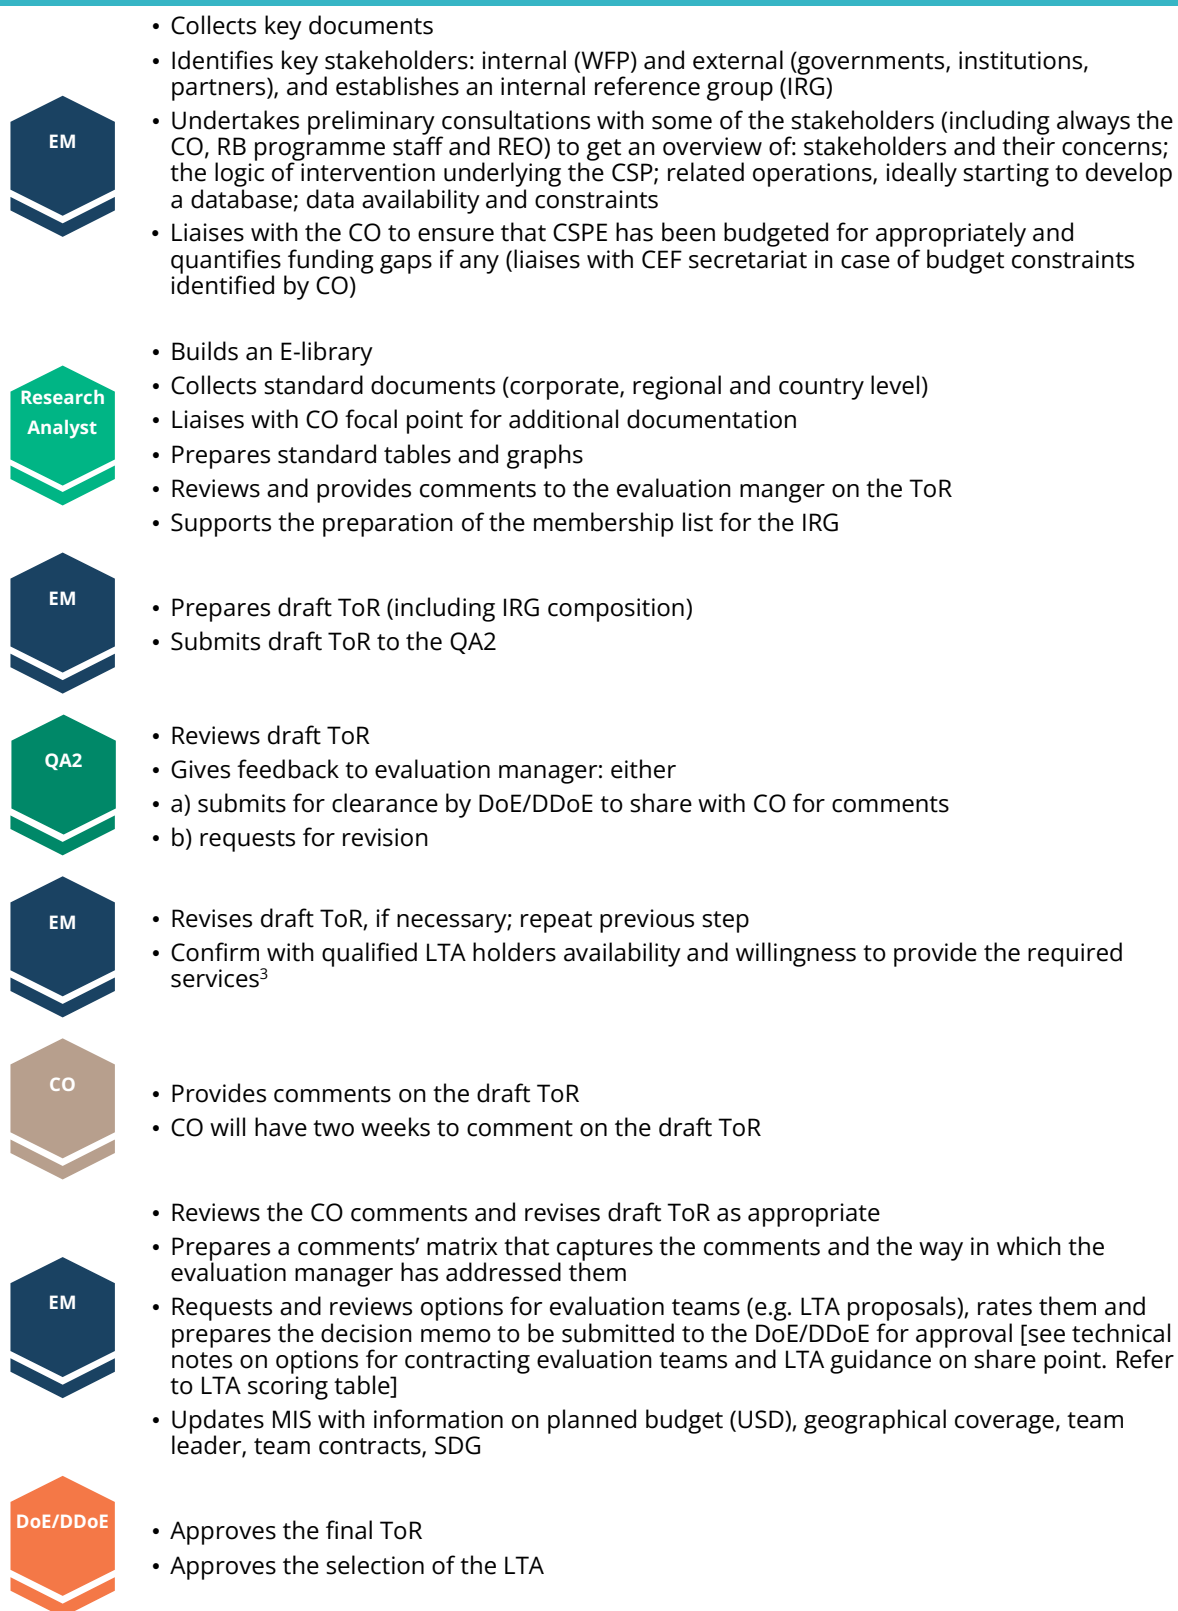 • Collects key documents
• Identifies key stakeholders: internal (WFP) and external (governments, institutions,
partners), and establishes an internal reference group (IRG)
EM
• Undertakes preliminary consultations with some of the stakeholders (including always the
CO, RB programme staff and REO) to get an overview of: stakeholders and their concerns;
the logic of intervention underlying the CSP; related operations, ideally starting to develop
a database; data availability and constraints
• Liaises with the CO to ensure that CSPE has been budgeted for appropriately and
quantifies funding gaps if any (liaises with CEF secretariat in case of budget constraints
identified by CO)
Research
Analyst
• Builds an E-library
• Collects standard documents (corporate, regional and country level)
• Liaises with CO focal point for additional documentation
• Prepares standard tables and graphs
• Reviews and provides comments to the evaluation manger on the ToR
• Supports the preparation of the membership list for the IRG
EM
• Prepares draft ToR (including IRG composition)
• Submits draft ToR to the QA2
QA2
• Reviews draft ToR
• Gives feedback to evaluation manager: either
• a) submits for clearance by DoE/DDoE to share with CO for comments
• b) requests for revision
EM
• Revises draft ToR, if necessary; repeat previous step
• Confirm with qualified LTA holders availability and willingness to provide the required
services³
CO
• Provides comments on the draft ToR
• CO will have two weeks to comment on the draft ToR
EM
• Reviews the CO comments and revises draft ToR as appropriate
• Prepares a comments’ matrix that captures the comments and the way in which the
evaluation manager has addressed them
• Requests and reviews options for evaluation teams (e.g. LTA proposals), rates them and
prepares the decision memo to be submitted to the DoE/DDoE for approval [see technical
notes on options for contracting evaluation teams and LTA guidance on share point. Refer
to LTA scoring table]
• Updates MIS with information on planned budget (USD), geographical coverage, team
leader, team contracts, SDG
DoE/DDoE
• Approves the final ToR
• Approves the selection of the LTA